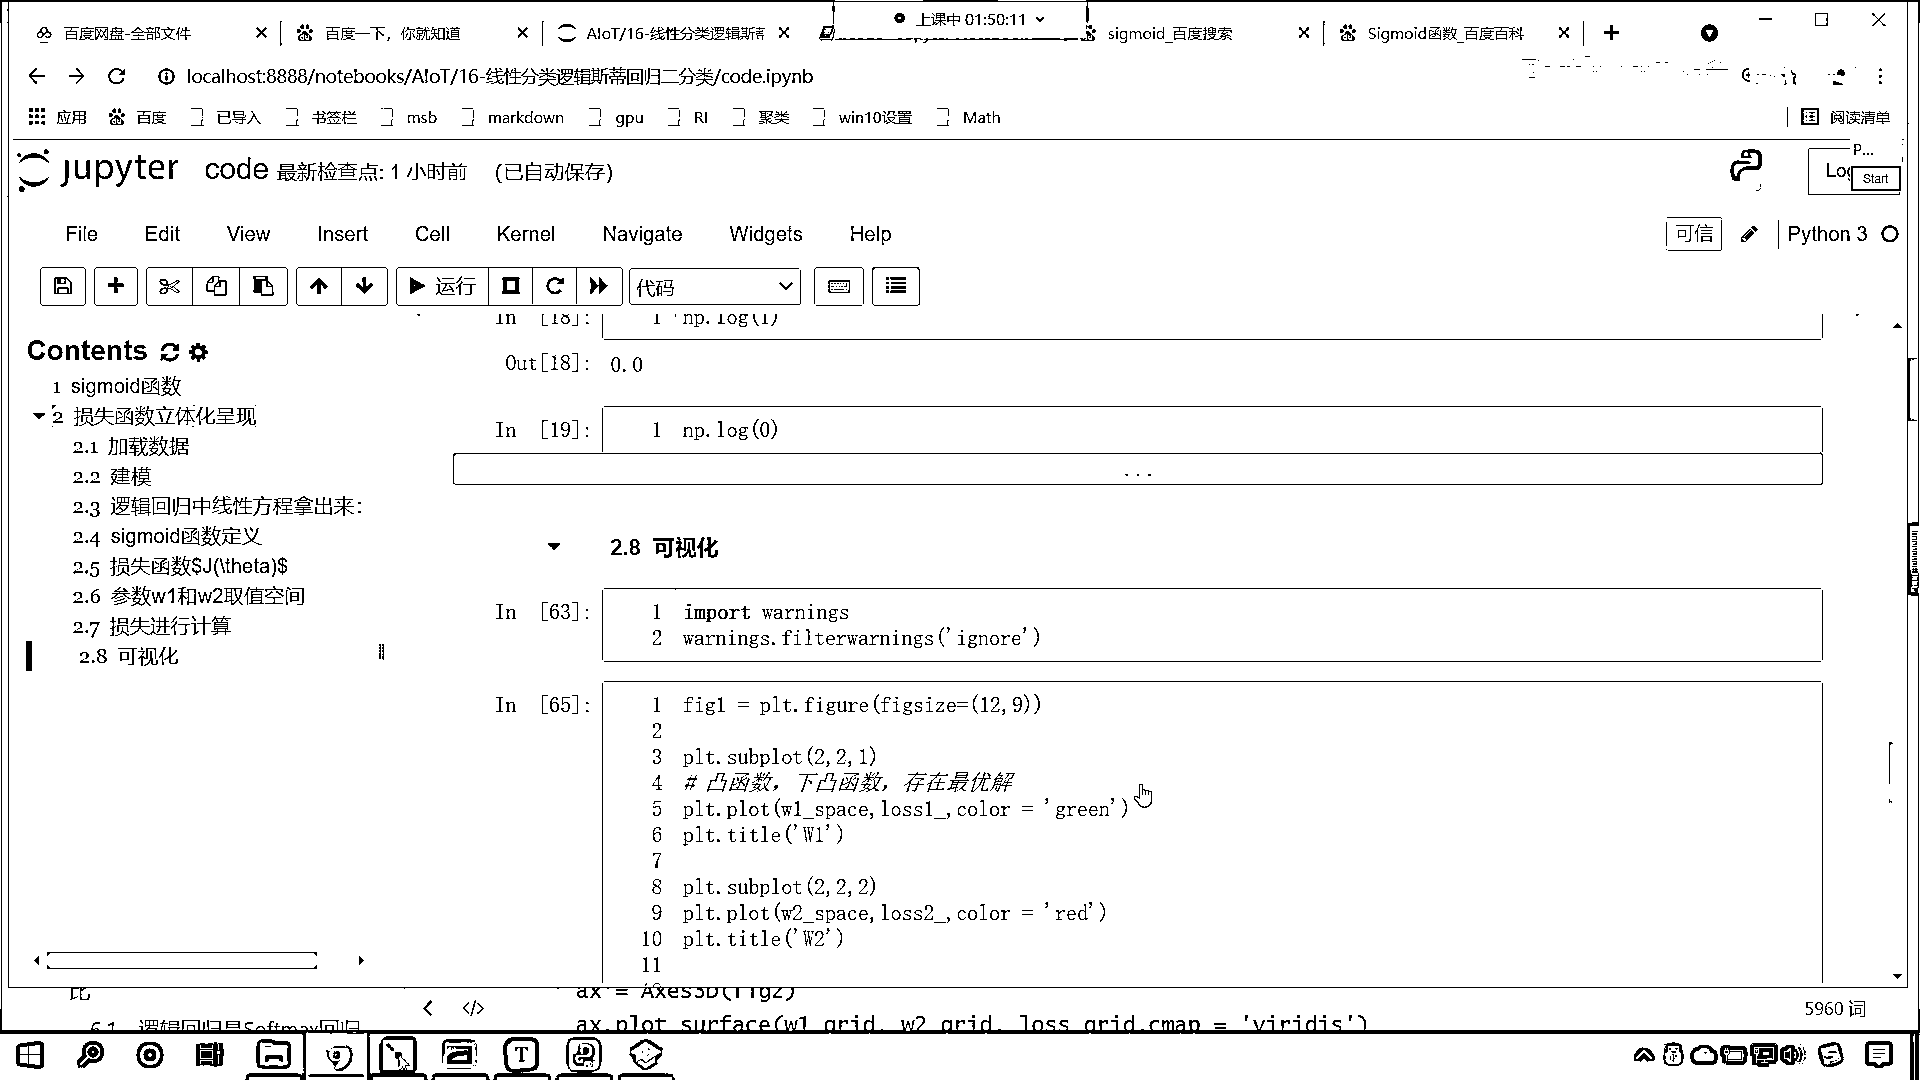 上课中 01:50:11
百度网盘-全部文件
百度一下，你就知道
AIoT/16-线性分类逻辑斯蒂
sigmoid_百度搜索
Sigmoid函数_百度百科
localhost:8888/notebooks/AIoT/16-线性分类逻辑斯蒂回归二分类/code.ipynb
应用 百度 已导入 书签栏 msb markdown gpu RI 聚类 win10设置 Math 阅读清单
jupyter code 最新检查点: 1 小时前 (已自动保存)
P...
Log
Start
File Edit View Insert Cell Kernel Navigate Widgets Help 可信 Python 3
运行 代码
Contents
1 sigmoid函数
2 损失函数立体化呈现
2.1 加载数据
2.2 建模
2.3 逻辑回归中线性方程拿出来:
2.4 sigmoid函数定义
2.5 损失函数$J(\theta)$
2.6 参数w1和w2取值空间
2.7 损失进行计算
2.8 可视化
In [18]: 1 np.log(1)
Out[18]: 0.0
In [19]: 1 np.log(0)
...
2.8 可视化
In [63]: 1 import warnings
2 warnings.filterwarnings('ignore')
In [65]: 1 fig1 = plt.figure(figsize=(12,9))
2
3 plt.subplot(2,2,1)
4 # 凸函数，下凸函数，存在最优解
5 plt.plot(w1_space,loss1_,color = 'green')
6 plt.title('W1')
7
8 plt.subplot(2,2,2)
9 plt.plot(w2_space,loss2_,color = 'red')
10 plt.title('W2')
11
ax = Axes3D(fig2)
6.1 逻辑回归是Softmax回归
ax.plot_surface(w1_grid, w2_grid, loss_grid,cmap = 'viridis')
5960 词